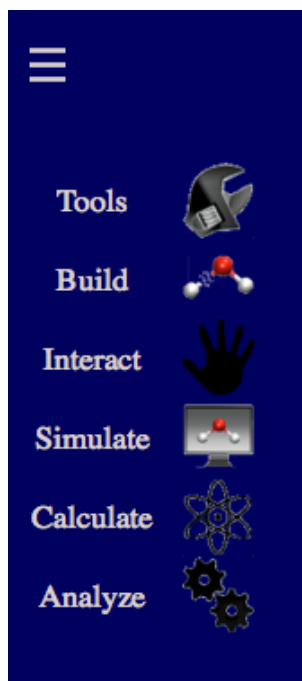 Tools
Build
Interact
Simulate
Calculate
Analyze